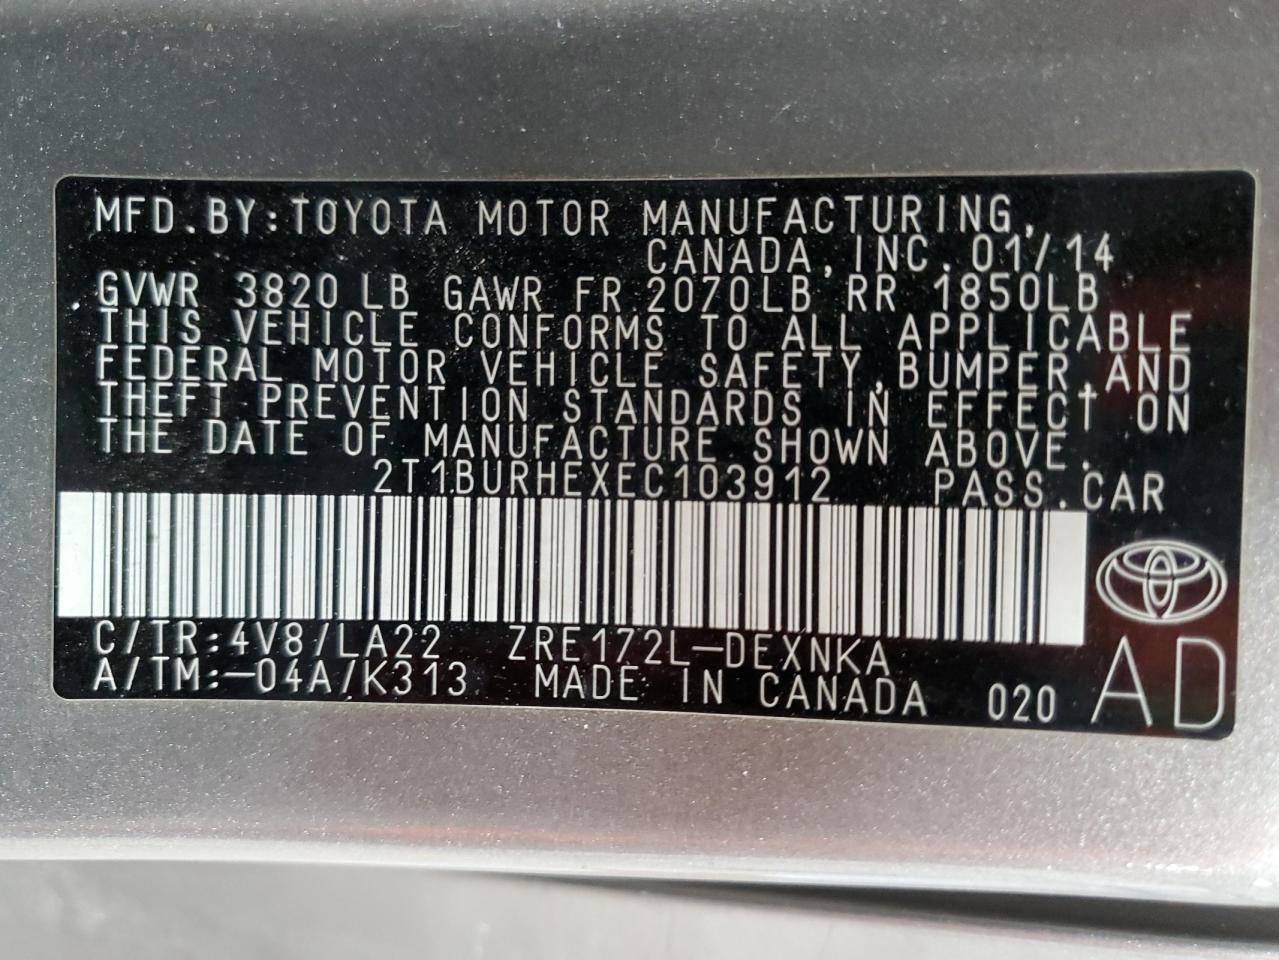 MFD.BY:TOYOTA MOTOR MANUFACTURING,
CANADA,INC.01/14
GVWR 3820LB GAWR FR 2070LB RR 1850LB
THIS VEHICLE CONFORMS TO ALL APPLICABLE
FEDERAL MOTOR VEHICLE SAFETY,BUMPER,AND
THEFT PREVENTION STANDARDS IN EFFECT ON
THE DATE OF MANUFACTURE SHOWN ABOVE.
2T1BURHEXEC103912 PASS.CAR
C/TR:4V8/LA22 ZRE172L-DEXNKA
A/TM:-04A/K313 MADE IN CANADA 020 AD